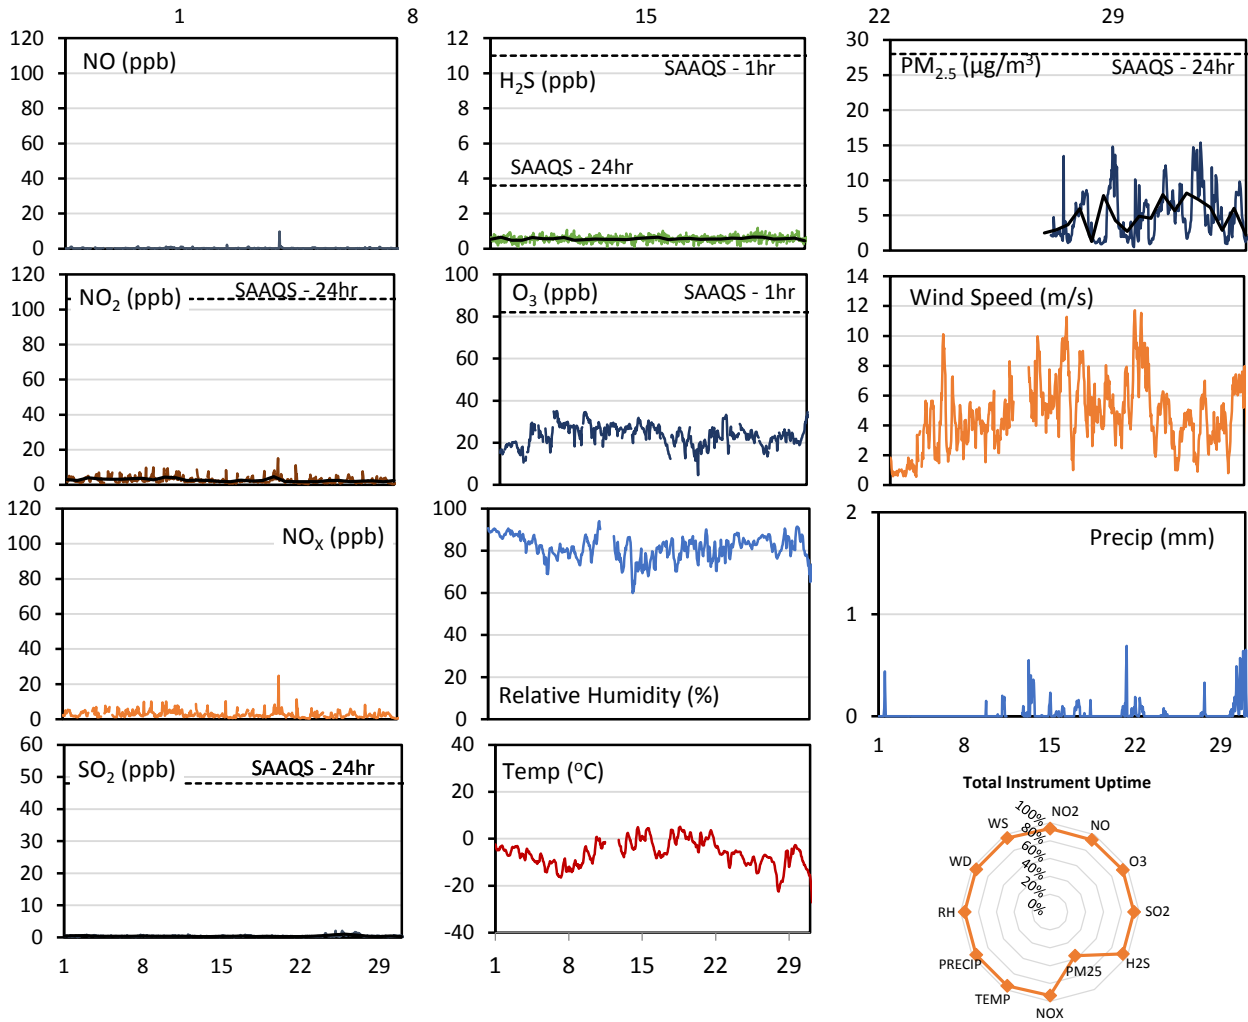 1 8 15 22 29
120 100 80 60 40 20 0
NO (ppb)
12 10 8 6 4 2 0
SAAQS - 1hr
H2S (ppb)
SAAQS - 24hr
30 25 20 15 10 5 0
PM2.5 (µg/m³)
SAAQS - 24hr
120 100 80 60 40 20 0
NO2 (ppb)
SAAQS - 24hr
100 80 60 40 20 0
O3 (ppb)
SAAQS - 1hr
14 12 10 8 6 4 2 0
Wind Speed (m/s)
120 100 80 60 40 20 0
NOX (ppb)
100 80 60 40 20 0
Relative Humidity (%)
2 1 0
Precip (mm)
1 8 15 22 29
60 50 40 30 20 10 0
SO2 (ppb)
SAAQS - 24hr
1 8 15 22 29
40 20 0 -20 -40
Temp (oC)
1 8 15 22 29
Total Instrument Uptime
100% 80% 60% 40% 20% 0%
NO2
NO
O3
SO2
H2S
PM25
NOX
TEMP
PRECIP
RH
WD
WS